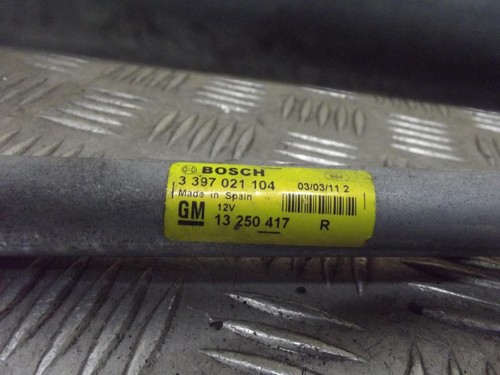 BOSCH
3 397 021 104 03/03/11 2
Made in Spain
GM 12V
13 250 417 R